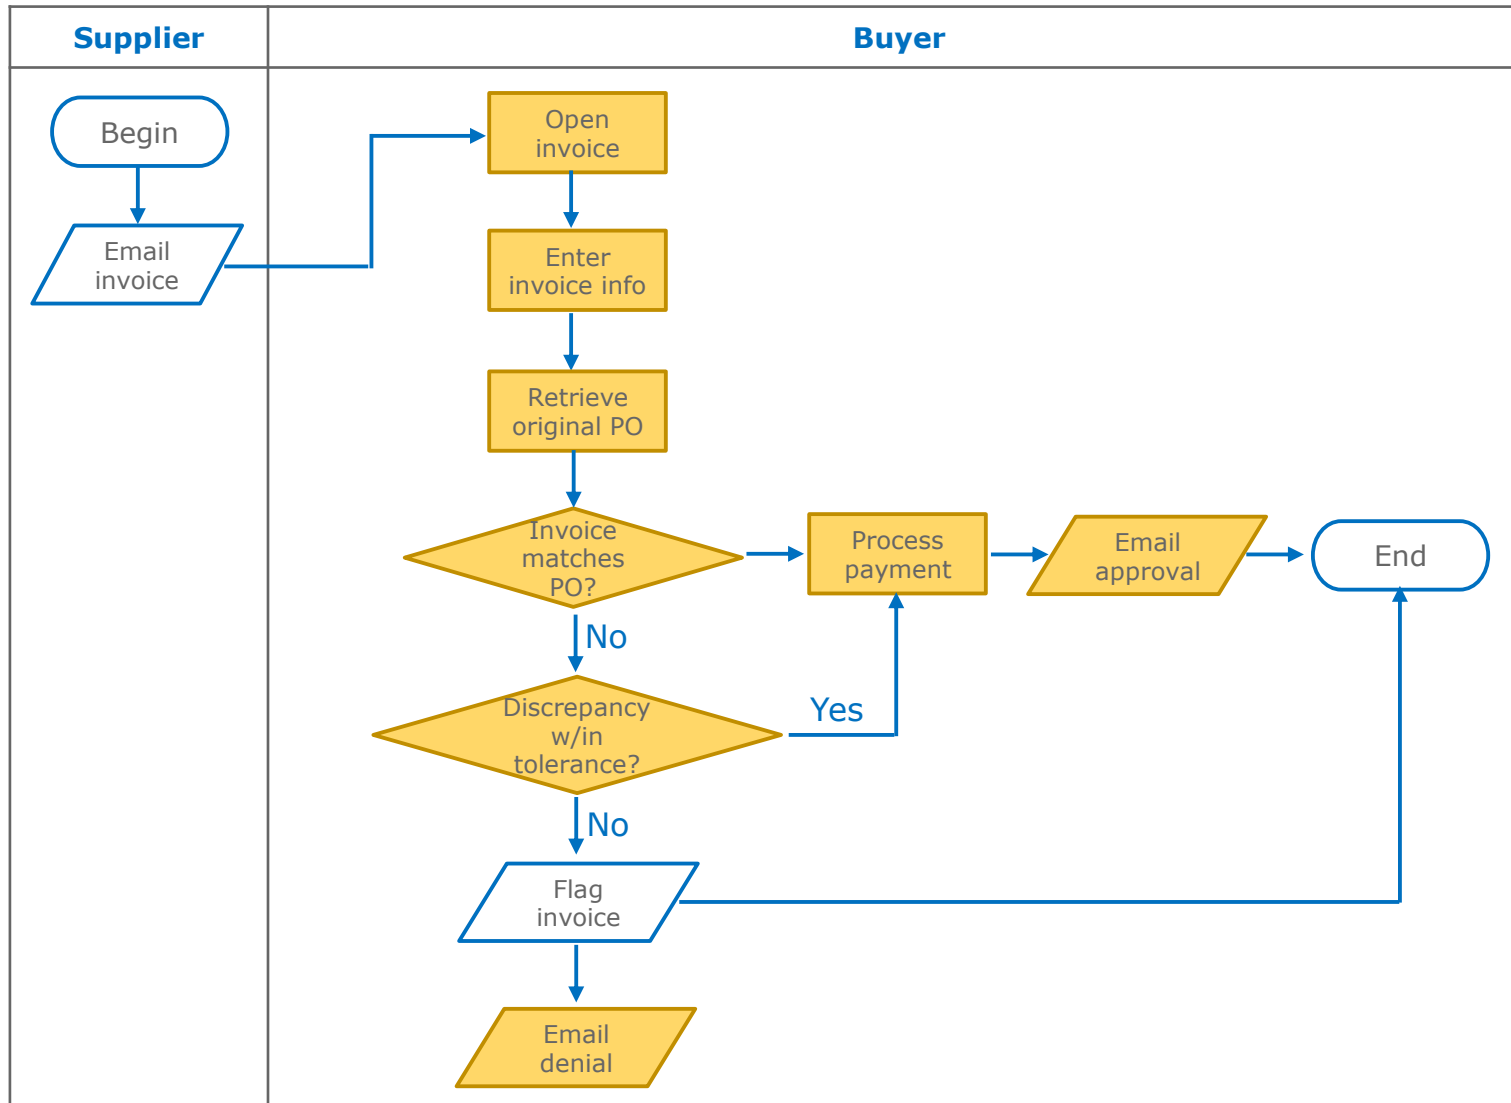 Supplier
Buyer
Begin
Email
invoice
Open
invoice
Enter
invoice info
Retrieve
original PO
Invoice
matches
PO?
Process
payment
Email
approval
End
No
Discrepancy
w/in
tolerance?
Yes
No
Flag
invoice
Email
denial